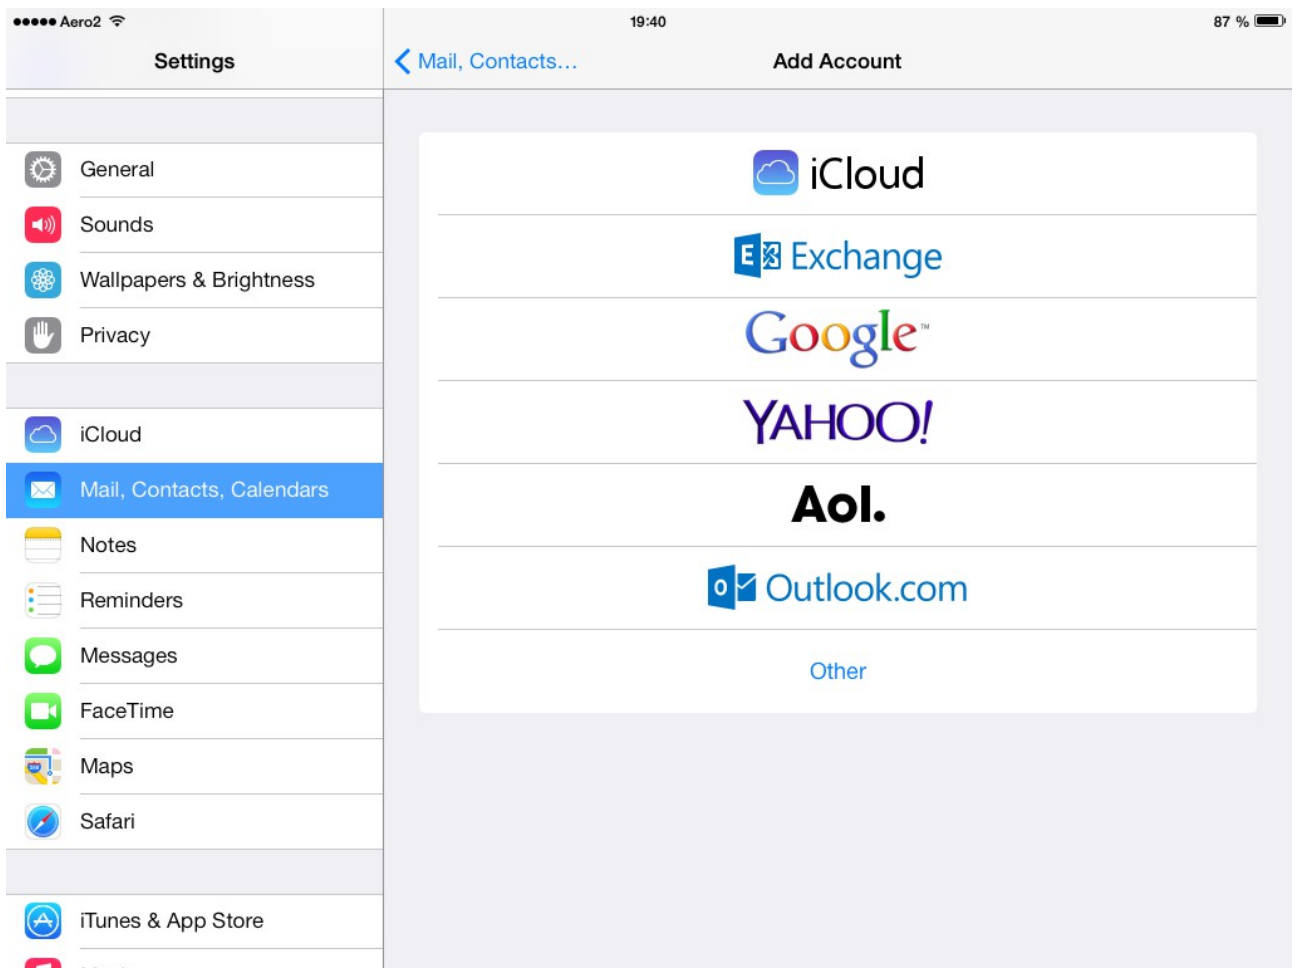 Aero2
19:40
87 %
Settings
Mail, Contacts...
Add Account
General
Sounds
Wallpapers & Brightness
Privacy
iCloud
Mail, Contacts, Calendars
Notes
Reminders
Messages
FaceTime
Maps
Safari
iTunes & App Store
iCloud
E Exchange
Google™
YAHOO!
Aol.
o Outlook.com
Other